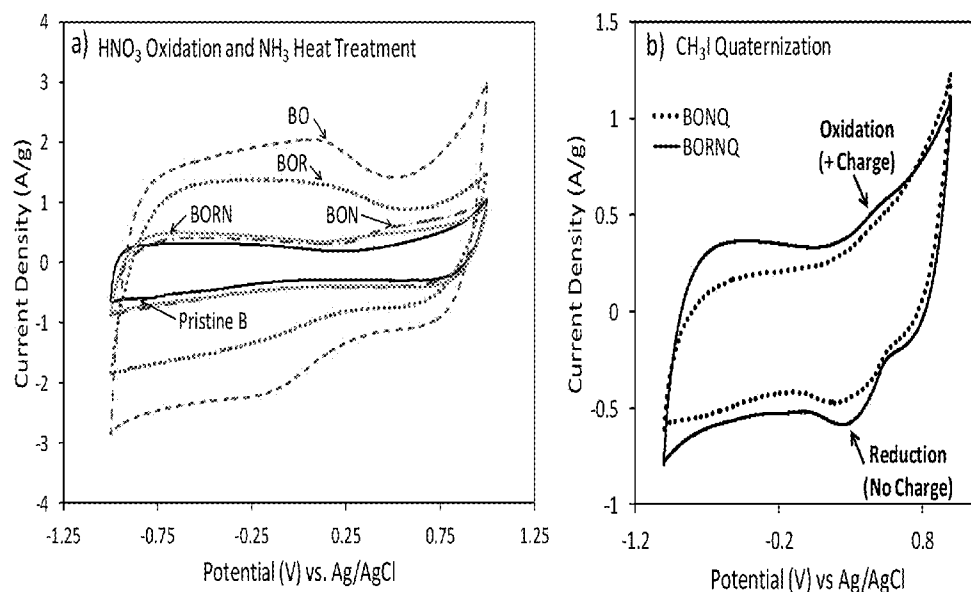 a) HNO3 Oxidation and NH3 Heat Treatment
4
3
2
1
0
-1
-2
-3
-4
Current Density (A/g)
BO
BOR
BORN
BON
Pristine B
-1.25
-0.75
-0.25
0.25
0.75
1.25
Potential (V) vs. Ag/AgCl
b) CH3I Quaternization
1.5
1
0.5
0
-0.5
-1
Current Density (A/g)
BONQ
BORNQ
Oxidation
(+ Charge)
Reduction
(No Charge)
-1.2
-0.2
0.8
Potential (V) vs Ag/AgCl